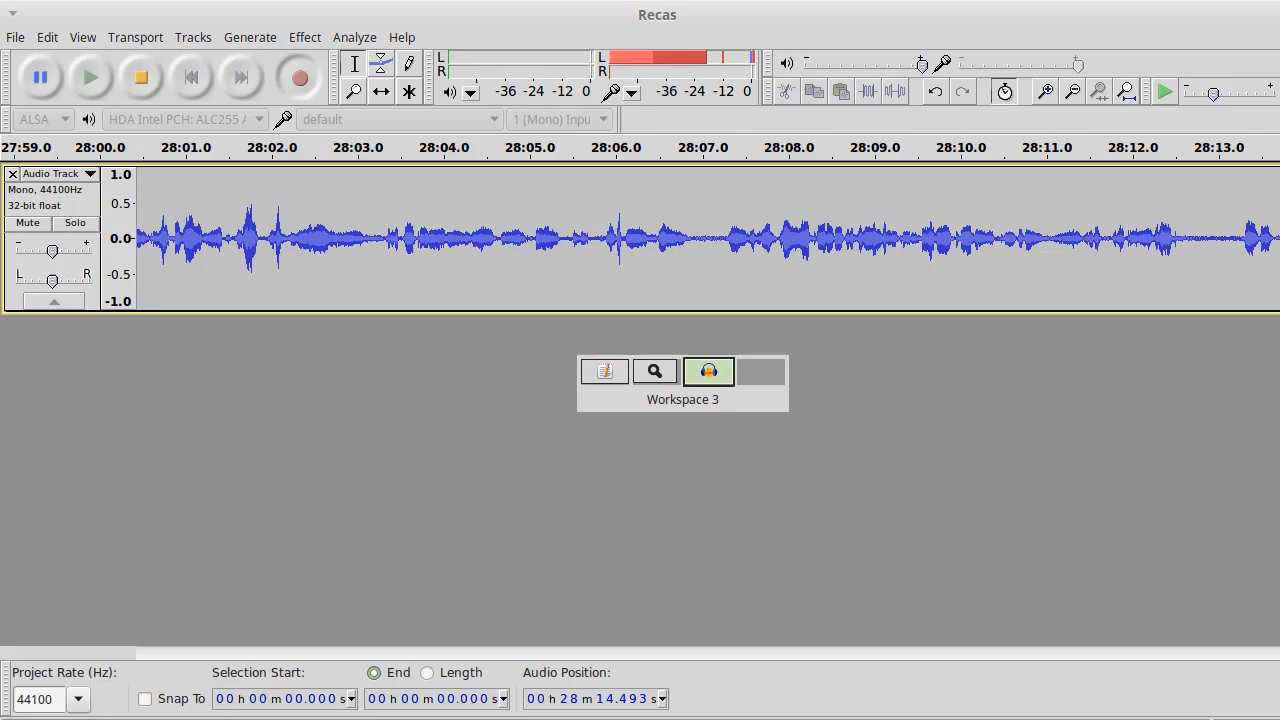 Recas
File Edit View Transport Tracks Generate Effect Analyze Help
L
R
-36 -24 -12 0
L
R
-36 -24 -12 0
ALSA
HDA Intel PCH: ALC255
default
1 (Mono) Inpu
27:59.0 28:00.0 28:01.0 28:02.0 28:03.0 28:04.0 28:05.0 28:06.0 28:07.0 28:08.0 28:09.0 28:10.0 28:11.0 28:12.0 28:13.0
X Audio Track
Mono, 44100Hz
32-bit float
Mute Solo
- +
L R
1.0
0.5
0.0
-0.5
-1.0
Workspace 3
Project Rate (Hz):
44100
Snap To
Selection Start:
00 h 00 m 00.000 s
End Length
00 h 00 m 00.000 s
Audio Position:
00 h 28 m 14.493 s